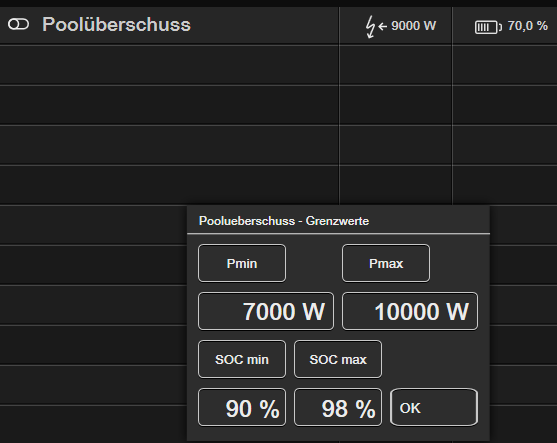 Poolüberschuss 9000 W 70,0 %
Poolueberschuss - Grenzwerte
Pmin Pmax
7000 W 10000 W
SOC min SOC max
90 % 98 % OK